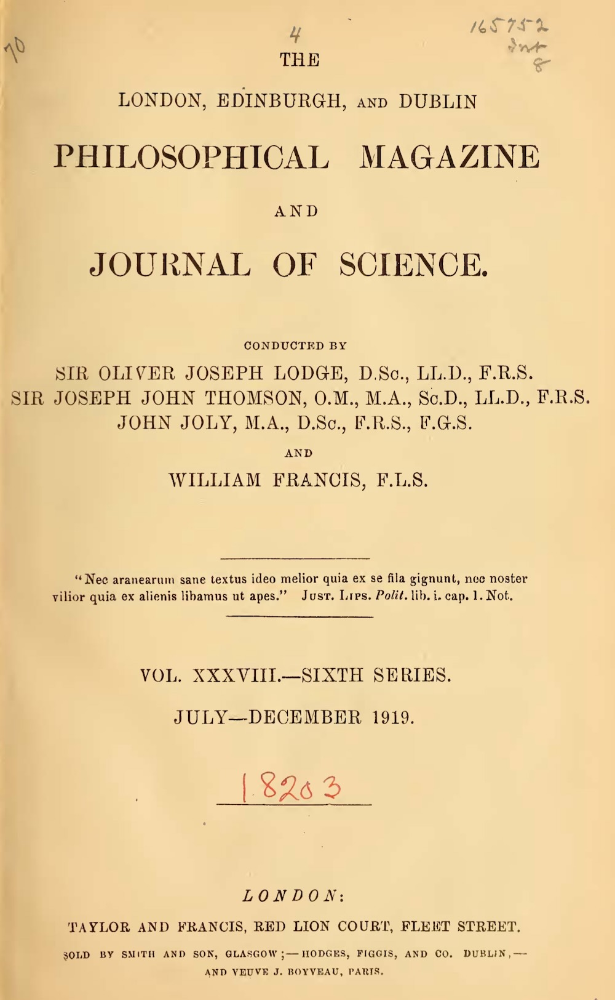 4
165752
70
THE
8
LONDON, EDINBURGH, AND DUBLIN
PHILOSOPHICAL MAGAZINE
AND
JOURNAL OF SCIENCE.
CONDUCTED BY
SIR OLIVER JOSEPH LODGE, D.Sc., LL.D., F.R.S.
SIR JOSEPH JOHN THOMSON, O.M., M.A., Sc.D., LL.D., F.R.S.
JOHN JOLY, M.A., D.Sc., F.R.S., F.G.S.
AND
WILLIAM FRANCIS, F.L.S.
“Nec aranearum sane textus ideo melior quia ex se fila gignunt, nec noster
vilior quia ex alienis libamus ut apes.” JUST. LIPS. Polit. lib. i. cap. 1. Not.
VOL. XXXVIII.—SIXTH SERIES.
JULY—DECEMBER 1919.
18203
LONDON:
TAYLOR AND FRANCIS, RED LION COURT, FLEET STREET.
SOLD BY SMITH AND SON, GLASGOW;—HODGES, FIGGIS, AND CO. DUBLIN,—
AND VEUVE J. BOYVEAU, PARIS.